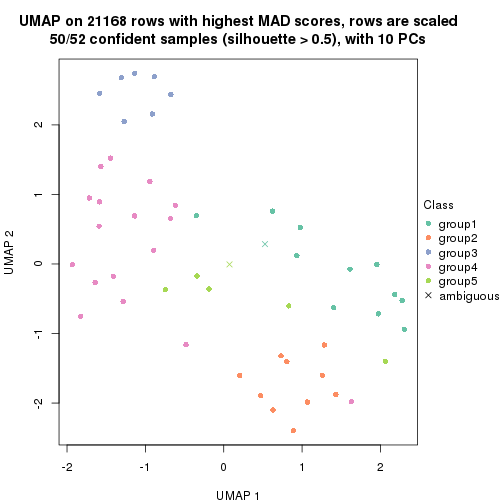 UMAP on 21168 rows with highest MAD scores, rows are scaled
50/52 confident samples (silhouette > 0.5), with 10 PCs
2
1
0
-1
-2
UMAP 2
-2
-1
0
1
2
UMAP 1
Class
group1
group2
group3
group4
group5
ambiguous